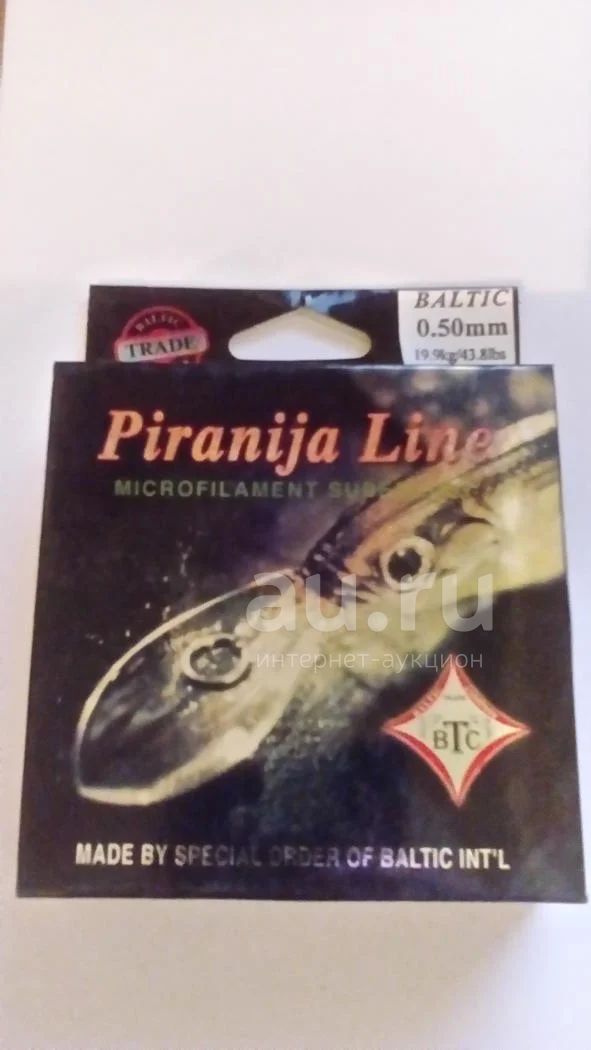 BALTIC
TRADE
BALTIC
0.50mm
19.9kg/43.8lbs
Piranija Line
MICROFILAMENT
au.ru
интернет-аукцион
TRADE
BTC
MADE BY SPECIAL ORDER OF BALTIC INT'L